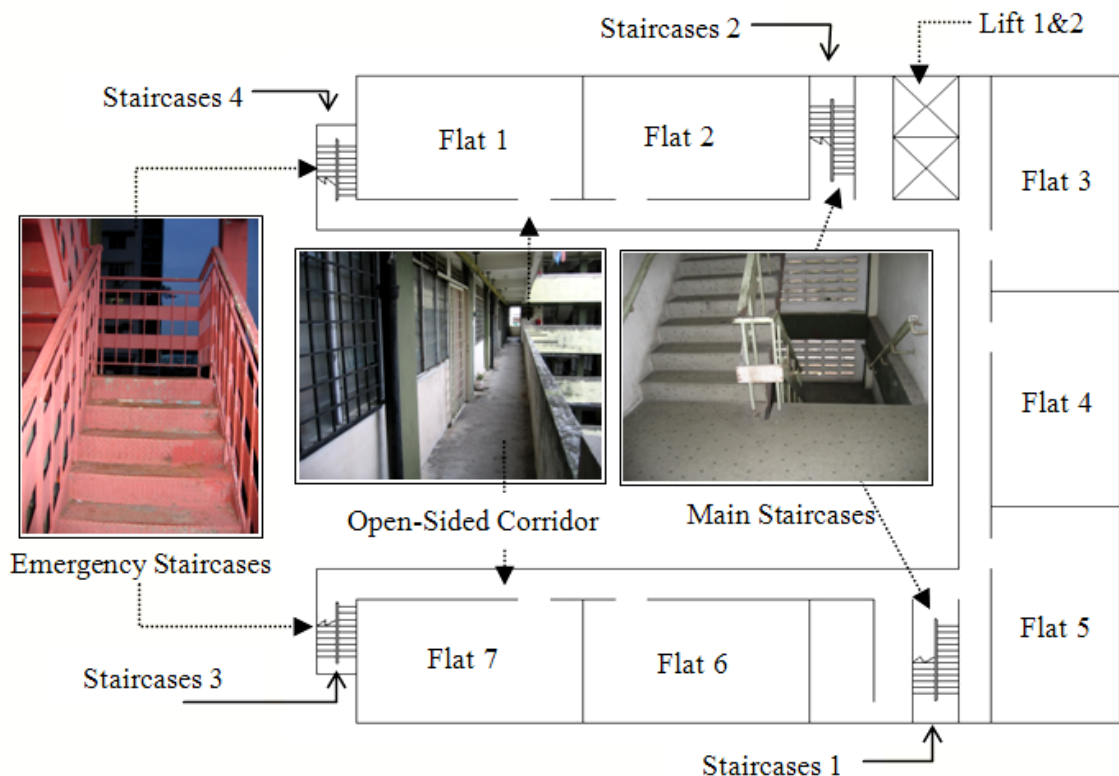 Staircases 2
Lift 1&2
Staircases 4
Flat 1
Flat 2
Flat 3
Flat 4
Open-Sided Corridor
Main Staircases
Emergency Staircases
Flat 5
Flat 7
Flat 6
Staircases 3
Staircases 1